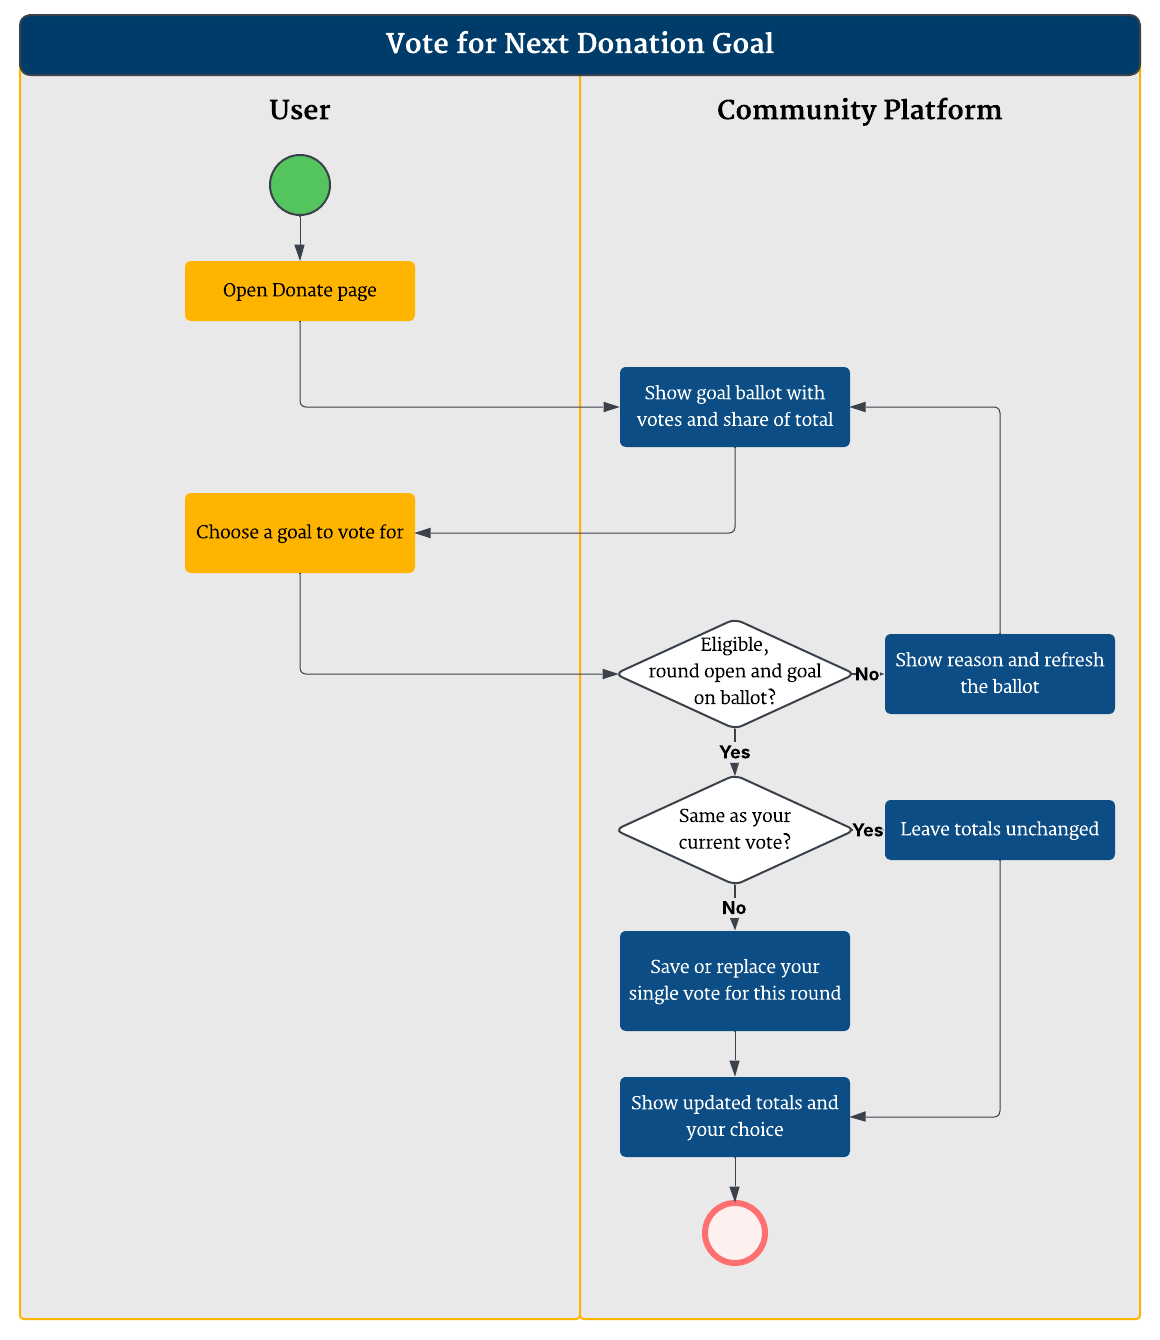 Vote for Next Donation Goal
User
Community Platform
Open Donate page
Show goal ballot with
votes and share of total
Choose a goal to vote for
Eligible,
round open and goal
on ballot?
No
Show reason and refresh
the ballot
Yes
Same as your
current vote?
Yes
Leave totals unchanged
No
Save or replace your
single vote for this round
Show updated totals and
your choice